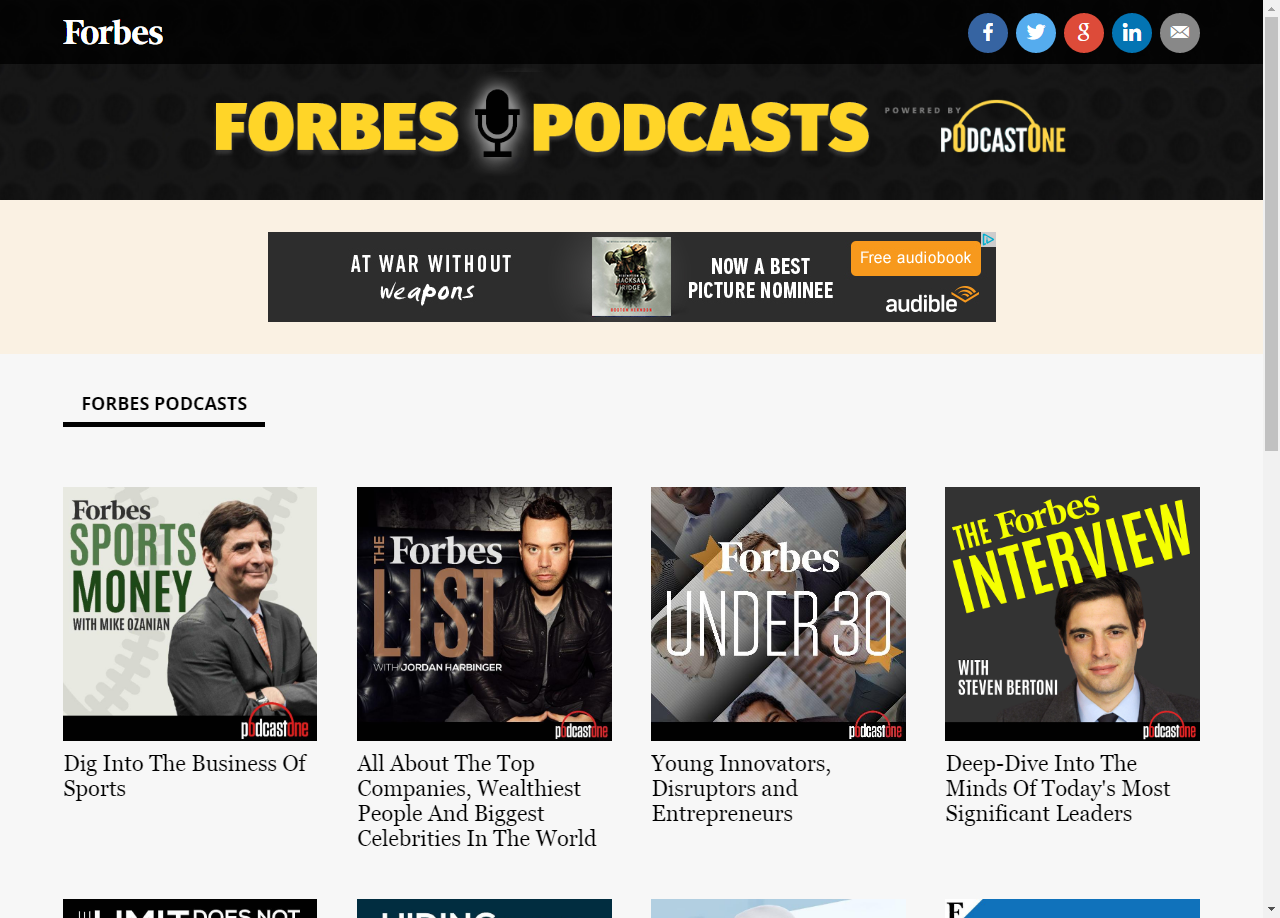 Forbes
f
g
in
FORBES PODCASTS
POWERED BY
PODCASTONE
AT WAR WITHOUT
weapons
HACKSAW
RIDGE
NOW A BEST
PICTURE NOMINEE
Free audiobook
audible
FORBES PODCASTS
Forbes
SPORTS
MONEY
WITH MIKE OZANIAN
podcastone
Dig Into The Business Of
Sports
THE Forbes
LIST
WITH JORDAN HARBINGER
podcastone
All About The Top
Companies, Wealthiest
People And Biggest
Celebrities In The World
Forbes
UNDER 30
podcastone
Young Innovators,
Disruptors and
Entrepreneurs
THE Forbes
INTERVIEW
WITH
STEVEN BERTONI
podcastone
Deep-Dive Into The
Minds Of Today's Most
Significant Leaders
LIMIT DOES NOT
HIDING